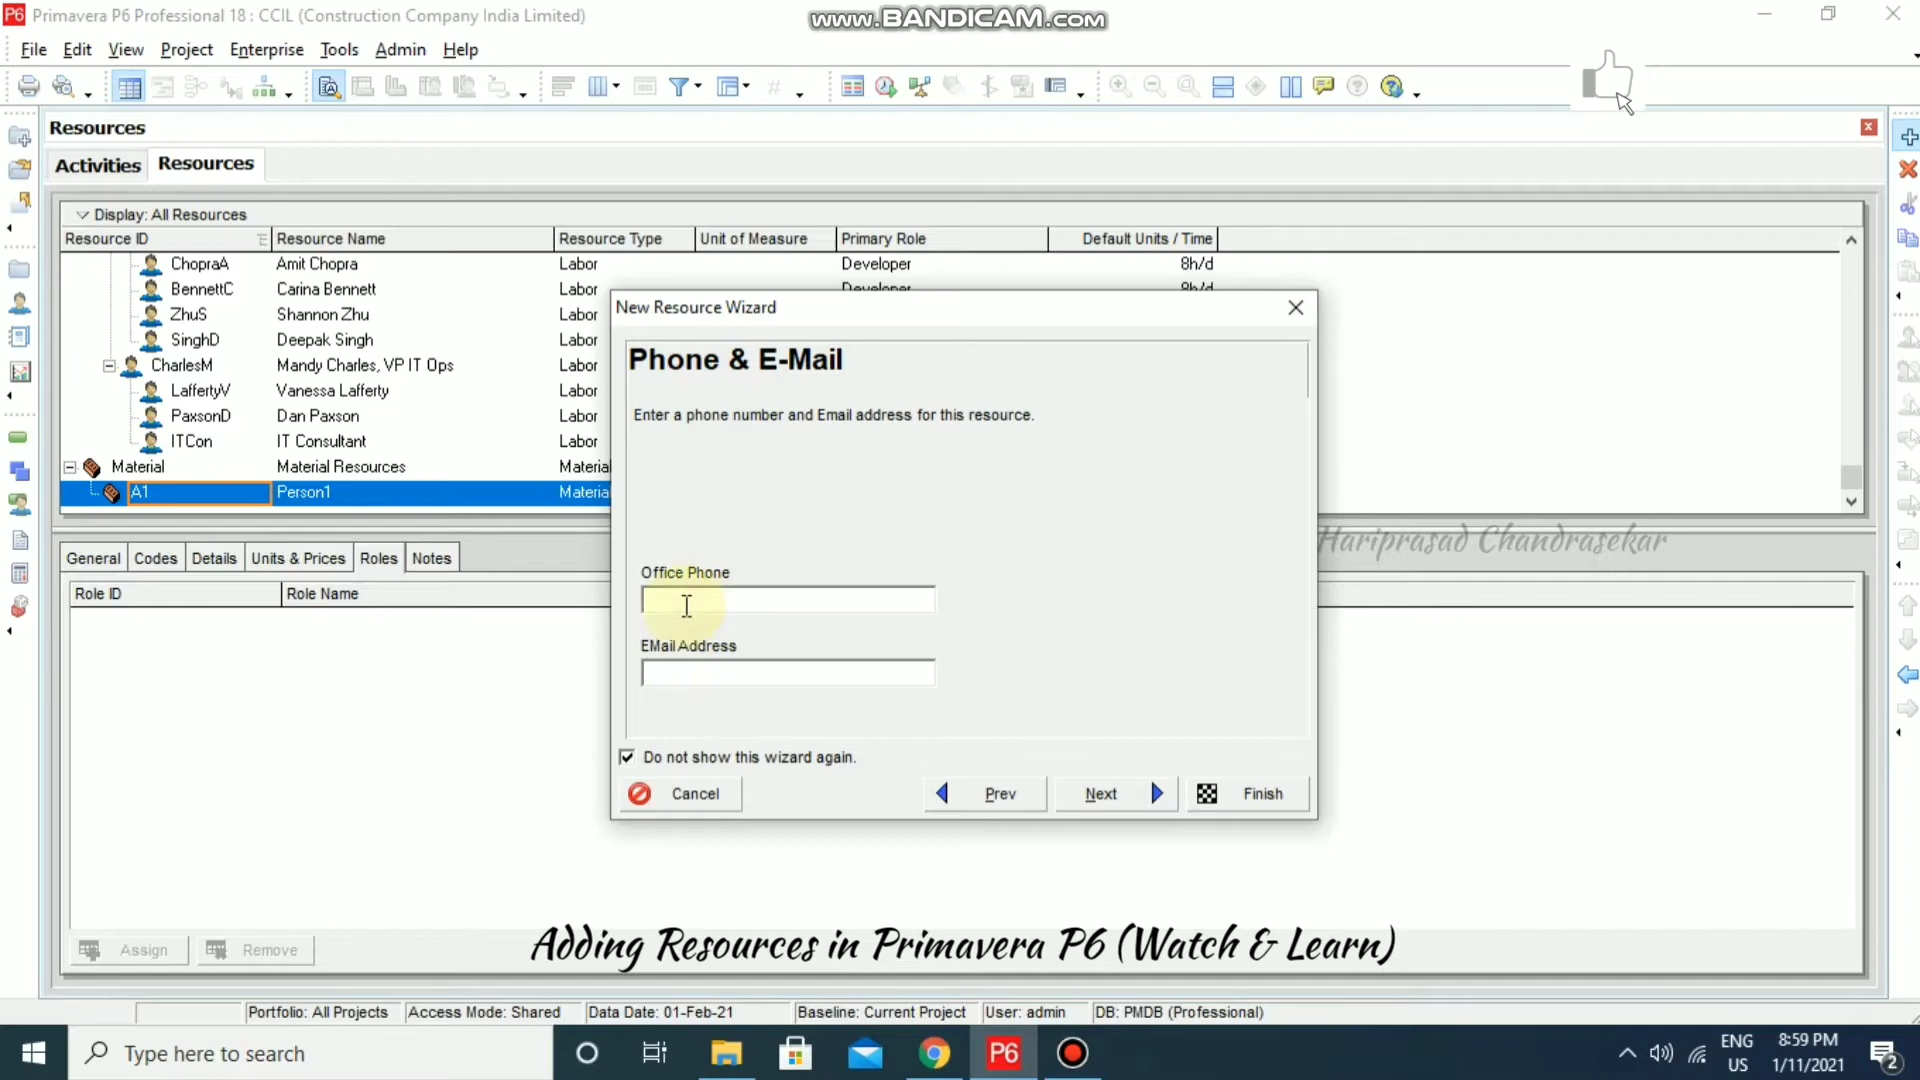 P6 Primavera P6 Professional 18 : CCIL (Construction Company India Limited)
www.BANDICAM.com
File Edit View Project Enterprise Tools Admin Help
Resources
Activities Resources
Display: All Resources
Resource ID Resource Name Resource Type Unit of Measure Primary Role Default Units / Time
ChopraA Amit Chopra Labor Developer 8h/d
BennettC Carina Bennett Labor Developer 8h/d
ZhuS Shannon Zhu Labor
SinghD Deepak Singh Labor
CharlesM Mandy Charles, VP IT Ops Labor
LaffertyV Vanessa Lafferty Labor
PaxsonD Dan Paxson Labor
ITCon IT Consultant Labor
Material Material Resources Material
A1 Person1 Material
New Resource Wizard
Phone & E-Mail
Enter a phone number and Email address for this resource.
Office Phone
EMail Address
Do not show this wizard again.
Cancel Prev Next Finish
Hariprasad Chandrasekar
General Codes Details Units & Prices Roles Notes
Role ID Role Name
Assign Remove
Adding Resources in Primavera P6 (Watch & Learn)
Portfolio: All Projects Access Mode: Shared Data Date: 01-Feb-21 Baseline: Current Project User: admin DB: PMDB (Professional)
Type here to search
P6
ENG
US
8:59 PM
1/11/2021
2